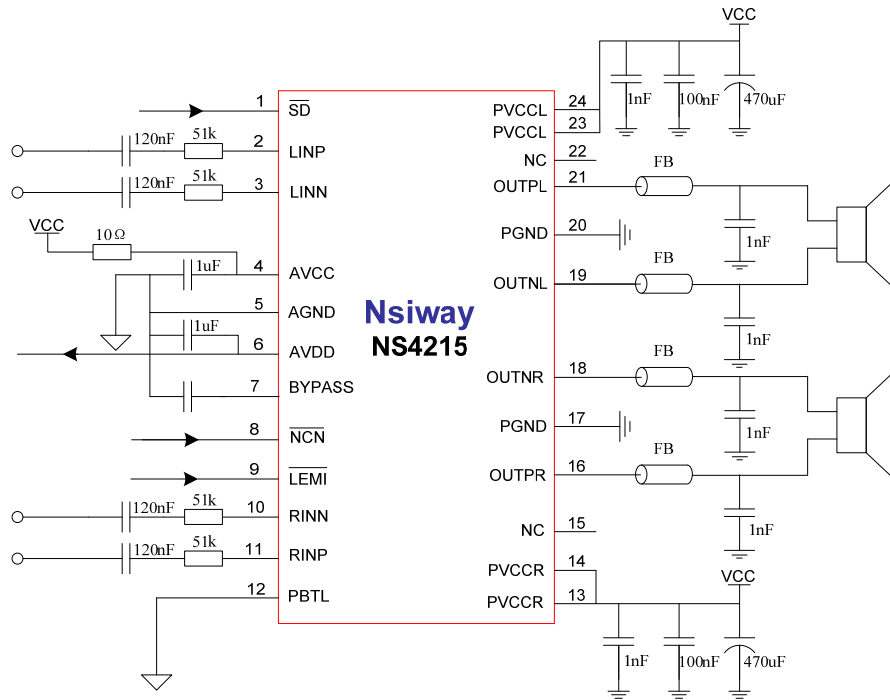 VCC
1nF
100nF
470uF
1
SD
PVCCL
24
PVCCL
23
120nF
51k
2
LINP
NC
22
120nF
51k
3
LINN
OUTPL
21
FB
1nF
VCC
10Ω
PGND
20
1uF
4
AVCC
OUTNL
19
FB
5
AGND
Nsiway
NS4215
1nF
1uF
6
AVDD
7
BYPASS
OUTNR
18
FB
1nF
8
NCN
PGND
17
9
LEMI
OUTPR
16
FB
1nF
120nF
51k
10
RINN
NC
15
120nF
51k
11
RINP
PVCCR
14
12
PBTL
PVCCR
13
VCC
1nF
100nF
470uF